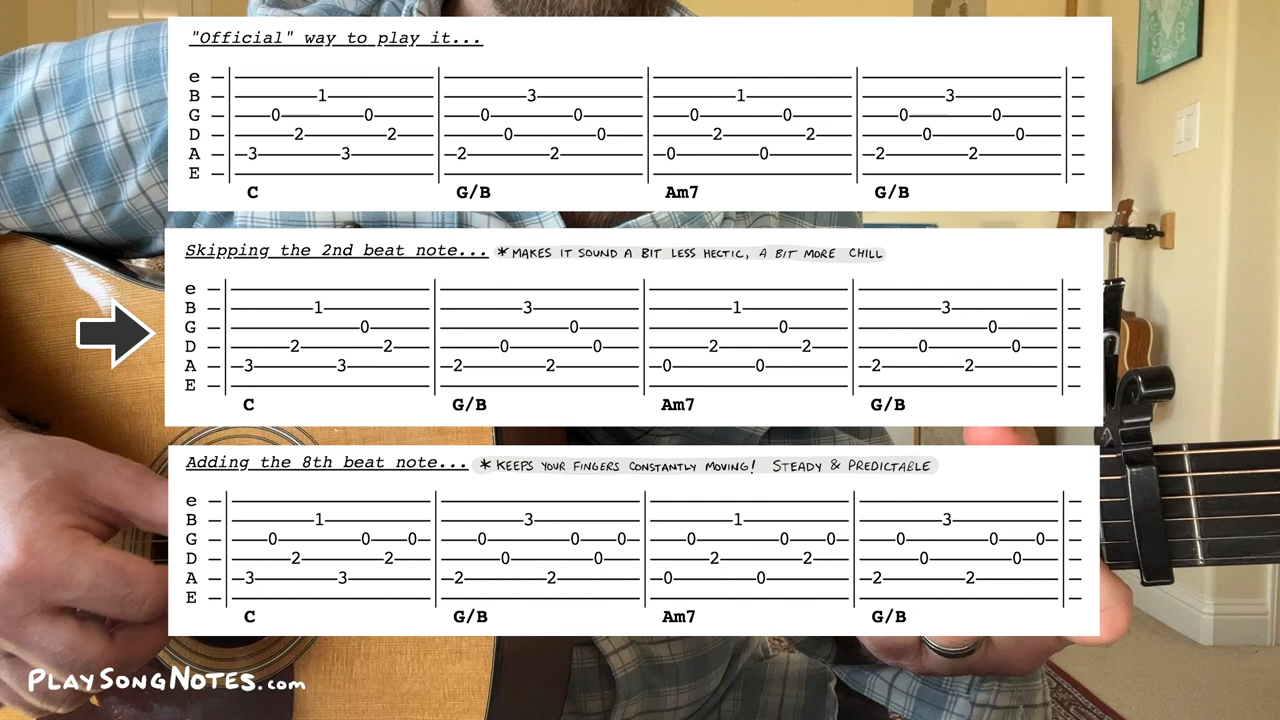 "Official" way to play it...
e —|—————————————————|—————————————————|—————————————————|—————————————————|—
B —|———————1—————————|———————3—————————|———————1—————————|———————3—————————|—
G —|———0———————0—————|———0———————0—————|———0———————0—————|———0———————0—————|—
D —|—————2———————2———|—————0———————0———|—————2———————2———|—————0———————0———|—
A —|—3———————3———————|—2———————2———————|—0———————0———————|—2———————2———————|—
E —|—————————————————|—————————————————|—————————————————|—————————————————|—
C G/B Am7 G/B
Skipping the 2nd beat note... * MAKES IT SOUND A BIT LESS HECTIC, A BIT MORE CHILL
e —|—————————————————|—————————————————|—————————————————|—————————————————|—
B —|———————1—————————|———————3—————————|———————1—————————|———————3—————————|—
G —|———————————0—————|———————————0—————|———————————0—————|———————————0—————|—
D —|—————2———————2———|—————0———————0———|—————2———————2———|—————0———————0———|—
A —|—3———————3———————|—2———————2———————|—0———————0———————|—2———————2———————|—
E —|—————————————————|—————————————————|—————————————————|—————————————————|—
C G/B Am7 G/B
Adding the 8th beat note... * KEEPS YOUR FINGERS CONSTANTLY MOVING! STEADY & PREDICTABLE
e —|—————————————————|—————————————————|—————————————————|—————————————————|—
B —|———————1—————————|———————3—————————|———————1—————————|———————3—————————|—
G —|———0———————0———0—|———0———————0———0—|———0———————0———0—|———0———————0———0—|—
D —|—————2———————2———|—————0———————0———|—————2———————2———|—————0———————0———|—
A —|—3———————3———————|—2———————2———————|—0———————0———————|—2———————2———————|—
E —|—————————————————|—————————————————|—————————————————|—————————————————|—
C G/B Am7 G/B
PLAYSONGNOTES.COM